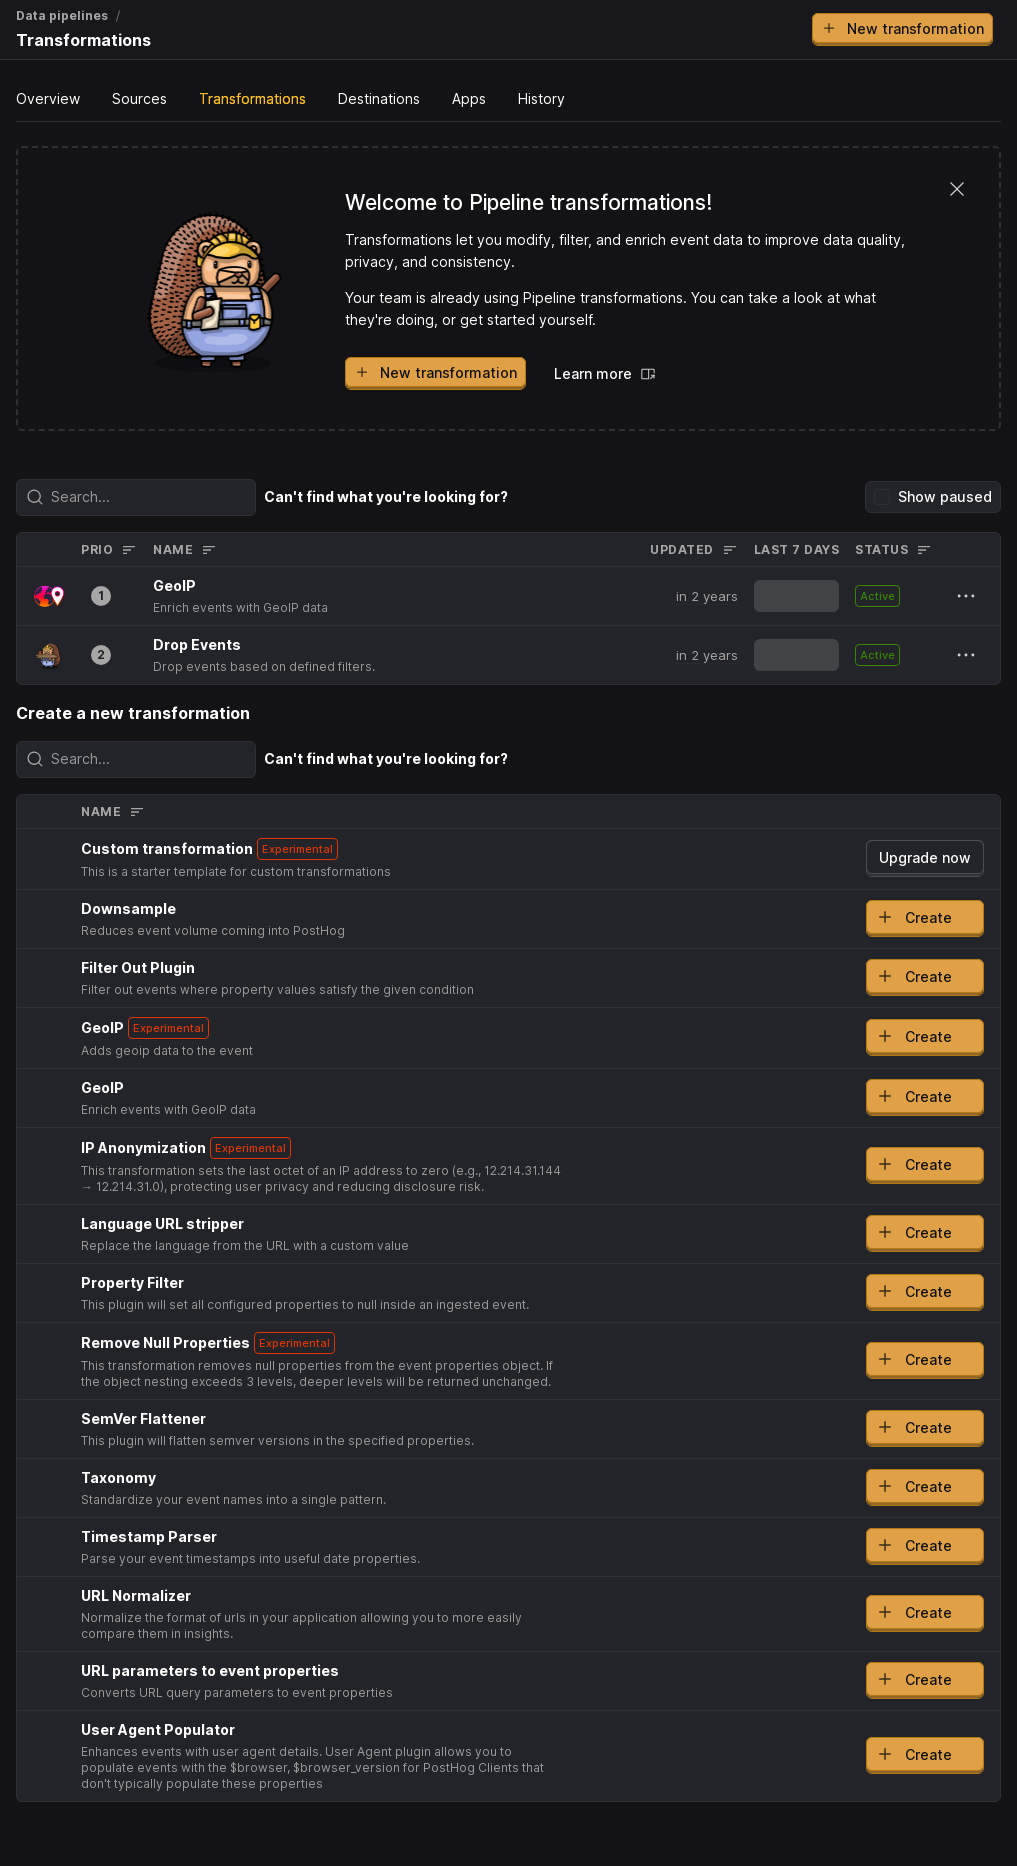 Data pipelines /
Transformations
New transformation
Overview Sources Transformations Destinations Apps History
Welcome to Pipeline transformations!
Transformations let you modify, filter, and enrich event data to improve data quality,
privacy, and consistency.
Your team is already using Pipeline transformations. You can take a look at what
they're doing, or get started yourself.
New transformation Learn more
Search... Can't find what you're looking for? Show paused
PRIO NAME UPDATED LAST 7 DAYS STATUS
1 GeoIP in 2 years Active
Enrich events with GeoIP data
2 Drop Events in 2 years Active
Drop events based on defined filters.
Create a new transformation
Search... Can't find what you're looking for?
NAME
Custom transformation Experimental Upgrade now
This is a starter template for custom transformations
Downsample Create
Reduces event volume coming into PostHog
Filter Out Plugin Create
Filter out events where property values satisfy the given condition
GeoIP Experimental Create
Adds geoip data to the event
GeoIP Create
Enrich events with GeoIP data
IP Anonymization Experimental Create
This transformation sets the last octet of an IP address to zero (e.g., 12.214.31.144
→ 12.214.31.0), protecting user privacy and reducing disclosure risk.
Language URL stripper Create
Replace the language from the URL with a custom value
Property Filter Create
This plugin will set all configured properties to null inside an ingested event.
Remove Null Properties Experimental Create
This transformation removes null properties from the event properties object. If
the object nesting exceeds 3 levels, deeper levels will be returned unchanged.
SemVer Flattener Create
This plugin will flatten semver versions in the specified properties.
Taxonomy Create
Standardize your event names into a single pattern.
Timestamp Parser Create
Parse your event timestamps into useful date properties.
URL Normalizer Create
Normalize the format of urls in your application allowing you to more easily
compare them in insights.
URL parameters to event properties Create
Converts URL query parameters to event properties
User Agent Populator Create
Enhances events with user agent details. User Agent plugin allows you to
populate events with the $browser, $browser_version for PostHog Clients that
don't typically populate these properties